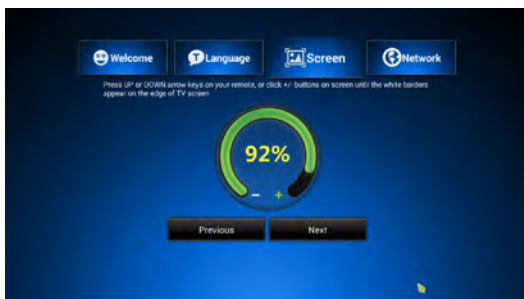 Welcome
Language
Screen
Network
Press UP or DOWN arrow keys on your remote, or click +/- buttons on screen until the white borders
appear on the edge of TV screen
92%
- +
Previous
Next